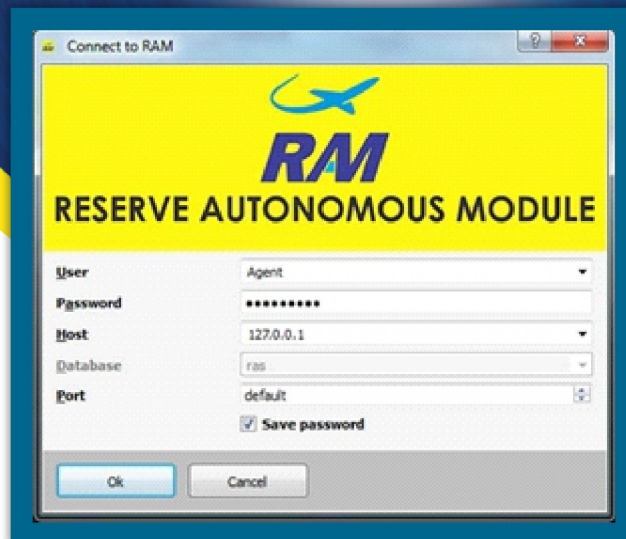 Connect to RAM
RAM
RESERVE AUTONOMOUS MODULE
User Agent
Password •••••••••
Host 127.0.0.1
Database ras
Port default
Save password
Ok Cancel